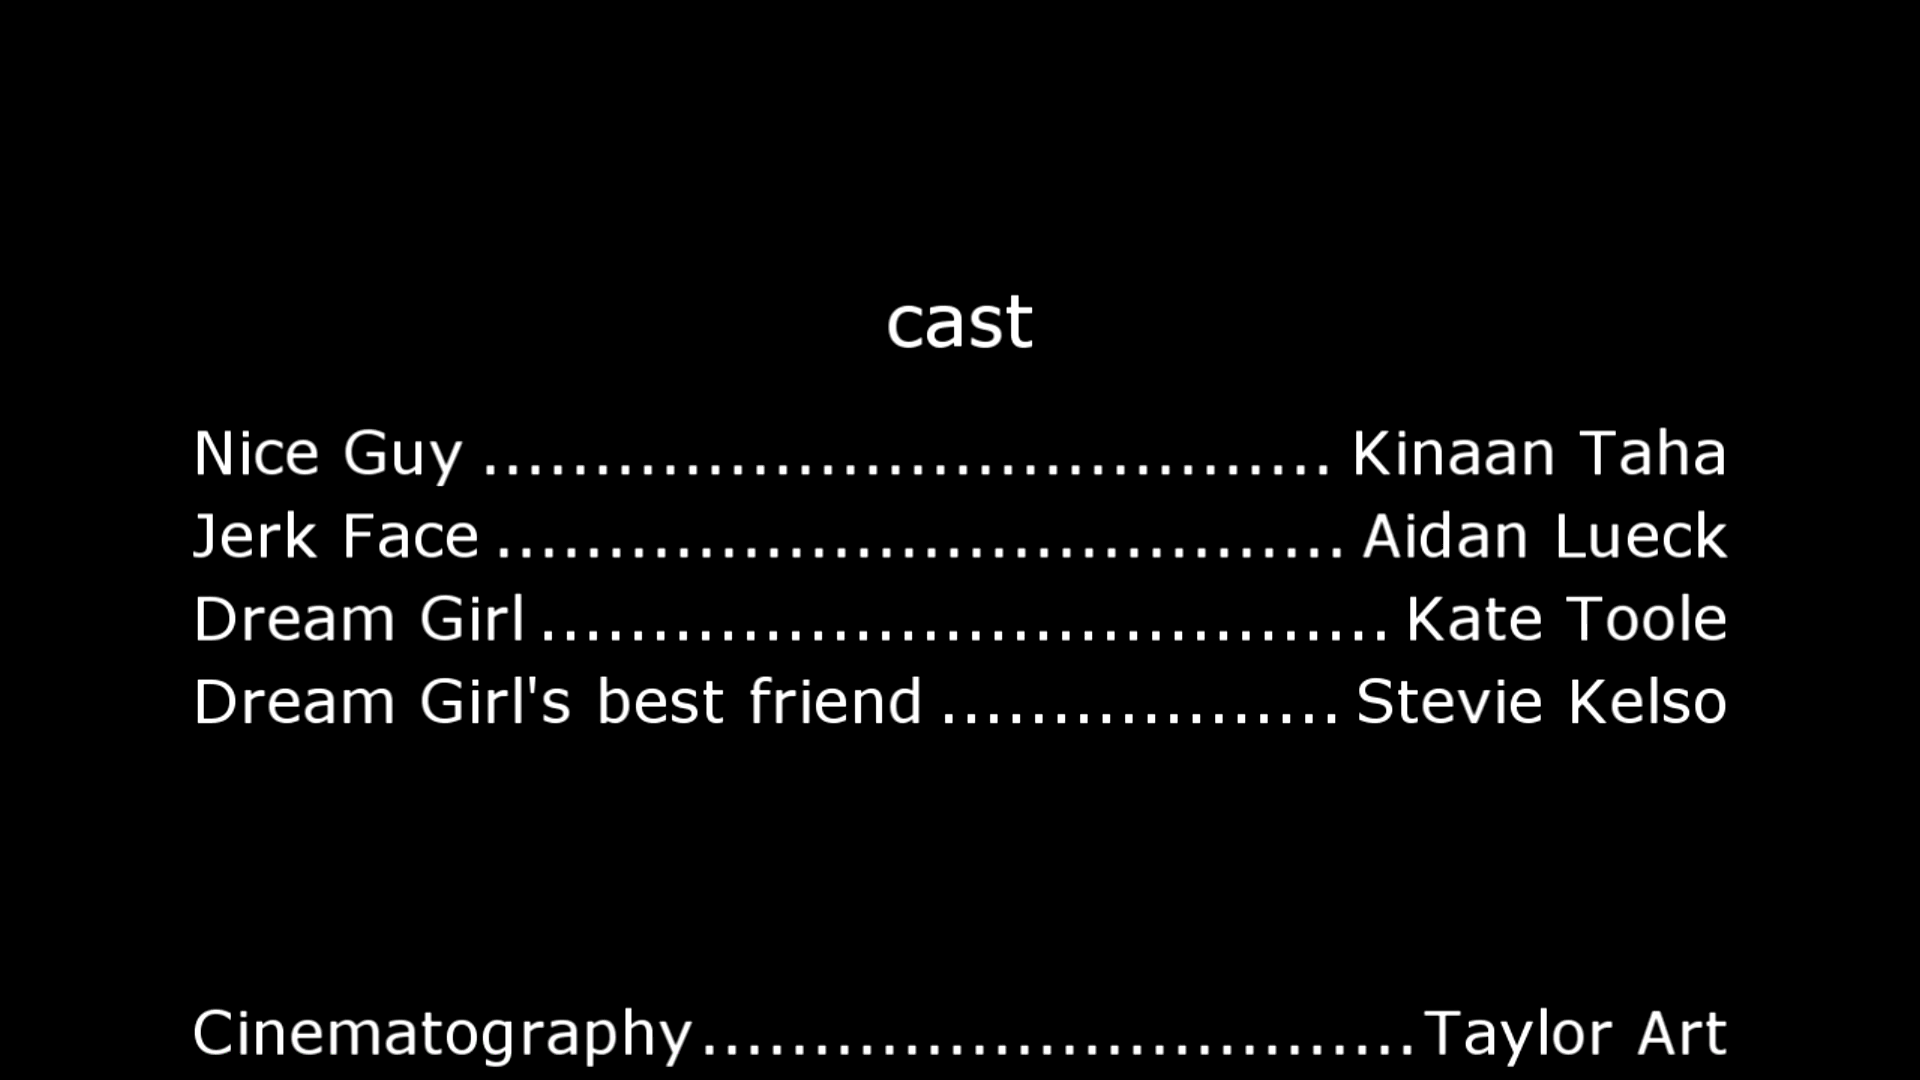 cast
Nice Guy ...................................... Kinaan Taha
Jerk Face ...................................... Aidan Lueck
Dream Girl ...................................... Kate Toole
Dream Girl's best friend .................. Stevie Kelso
Cinematography................................Taylor Art